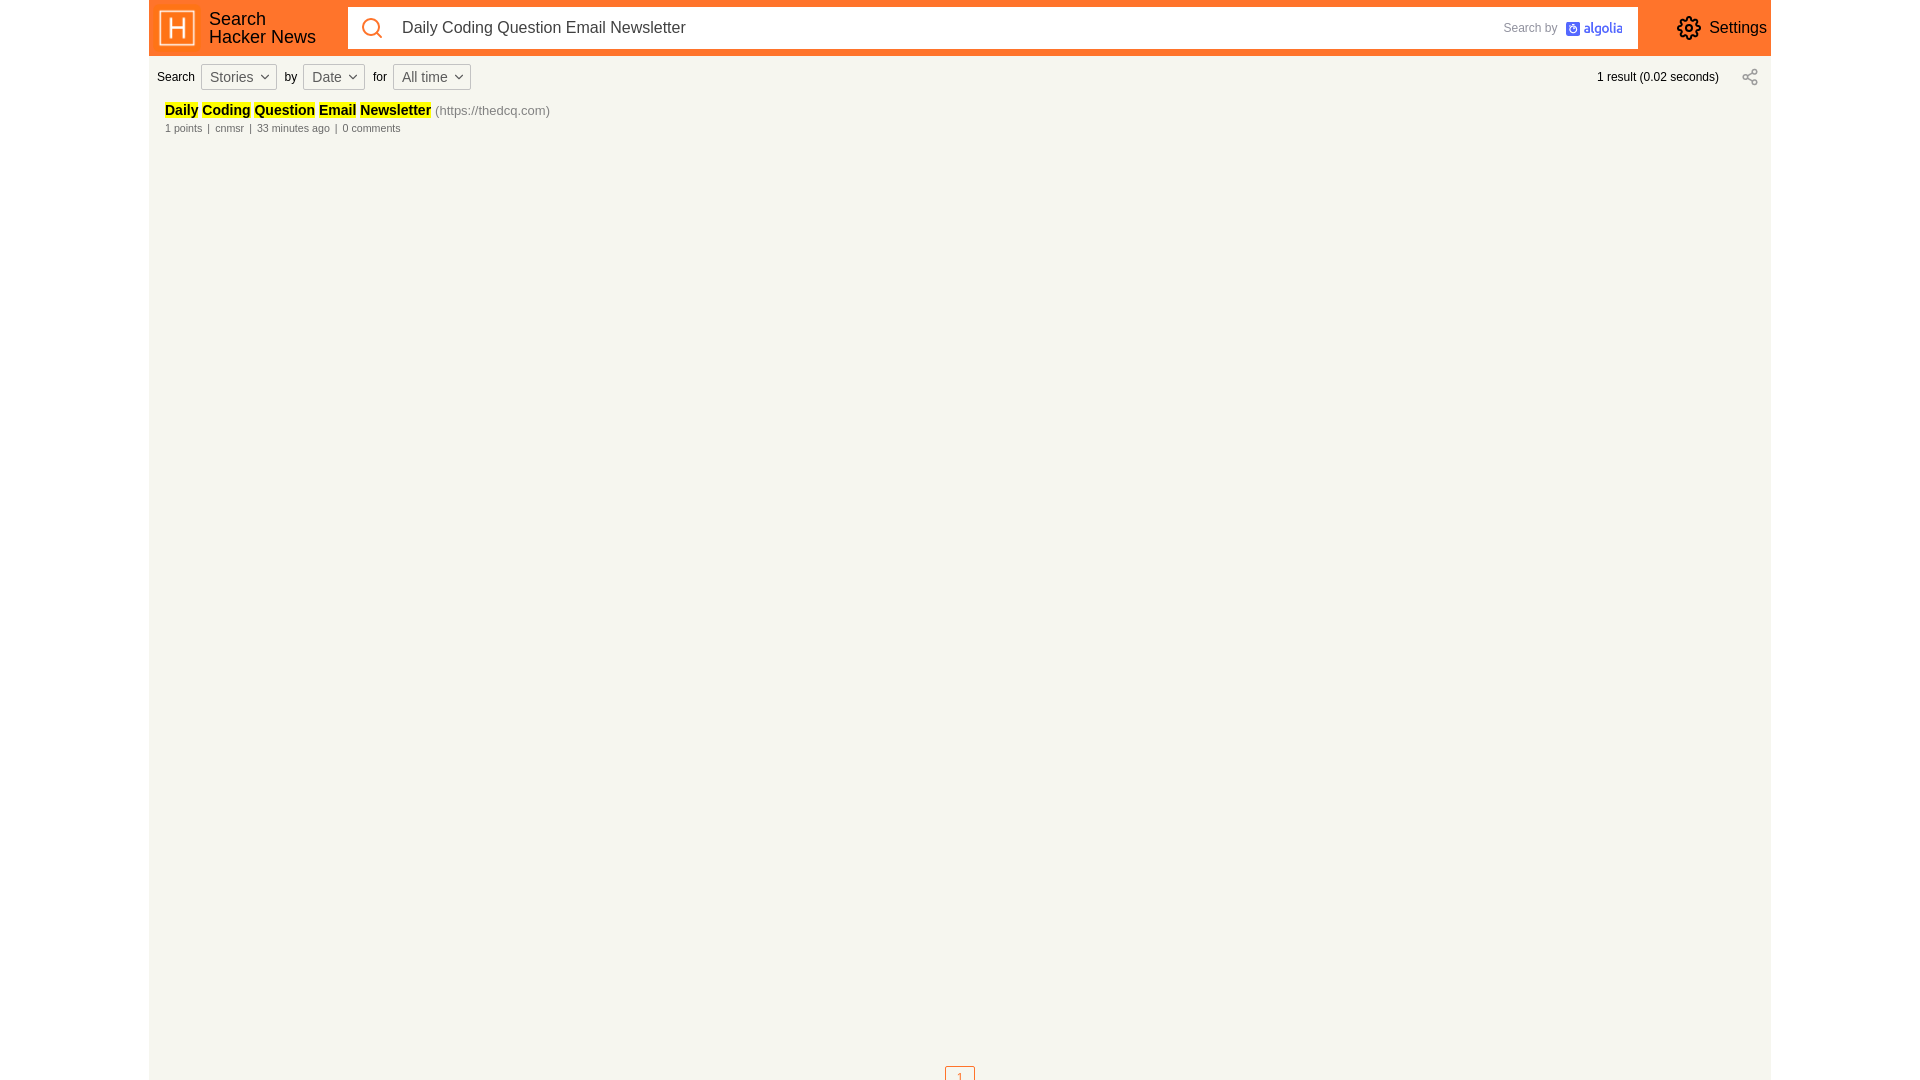 H
Search
Hacker News
Daily Coding Question Email Newsletter
Search by algolia
Settings
Search Stories by Date for All time
1 result (0.02 seconds)
Daily Coding Question Email Newsletter (https://thedcq.com)
1 points | cnmsr | 33 minutes ago | 0 comments
1